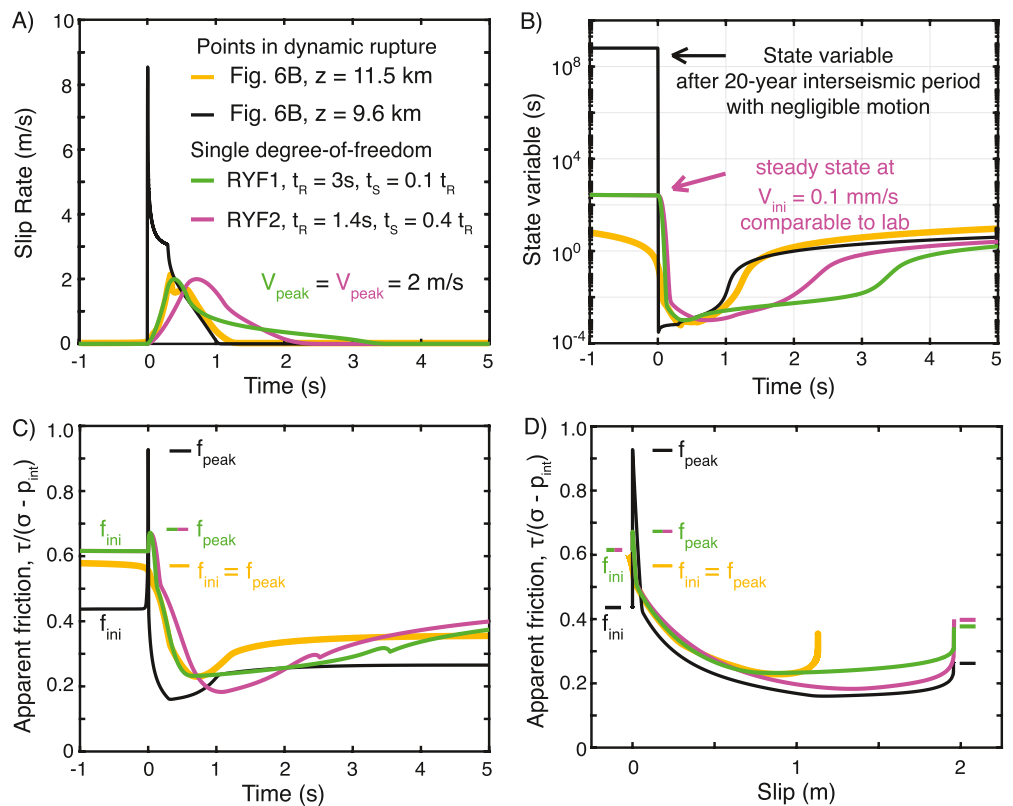 A)
10
8
6
4
2
0
Slip Rate (m/s)
Points in dynamic rupture
Fig. 6B, z = 11.5 km
Fig. 6B, z = 9.6 km
Single degree-of-freedom
RYF1, tR = 3s, tS = 0.1 tR
RYF2, tR = 1.4s, tS = 0.4 tR
Vpeak = Vpeak = 2 m/s
-1 0 1 2 3 4 5
Time (s)
B)
10^8
10^4
10^0
10^-4
State variable (s)
State variable
after 20-year interseismic period
with negligible motion
steady state at
Vini = 0.1 mm/s
comparable to lab
-1 0 1 2 3 4 5
Time (s)
C)
1.0
0.8
0.6
0.4
0.2
0
Apparent friction, τ/(σ - pint)
fpeak
fini
fpeak
fini = fpeak
fini
-1 0 1 2 3 4 5
Time (s)
D)
1.0
0.8
0.6
0.4
0.2
0
Apparent friction, τ/(σ - pint)
fpeak
fpeak
fini
fini = fpeak
fini
0 1 2
Slip (m)